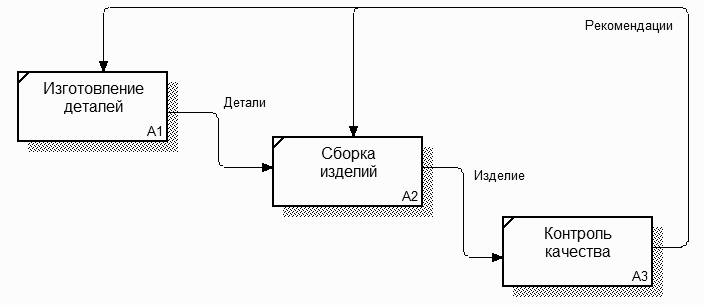 Рекомендации
Изготовление
деталей
A1
Детали
Сборка
изделий
A2
Изделие
Контроль
качества
A3